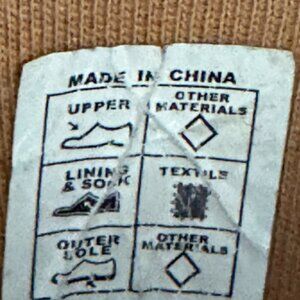 MADE IN CHINA
UPPER
OTHER
MATERIALS
LINING
& SOCK
TEXTILE
OUTER
SOLE
OTHER
MATERIALS